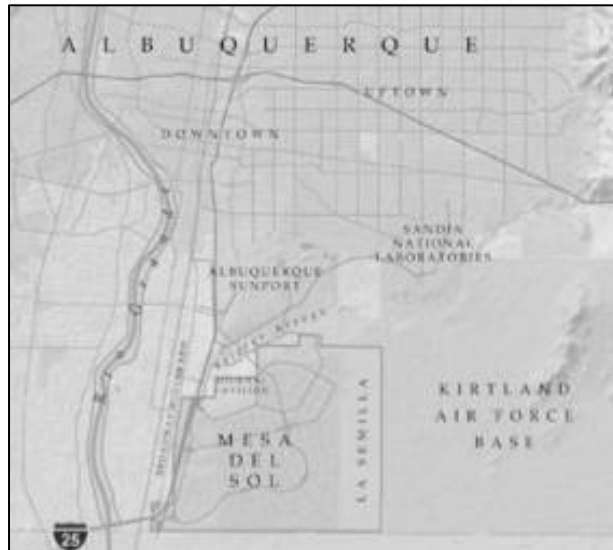 ALBUQUERQUE
UPTOWN
DOWNTOWN
SANDIA
NATIONAL
LABORATORIES
ALBUQUERQUE
SUNPORT
MESA
DEL
SOL
LA SEMILLA
KIRTLAND
AIR FORCE
BASE
25